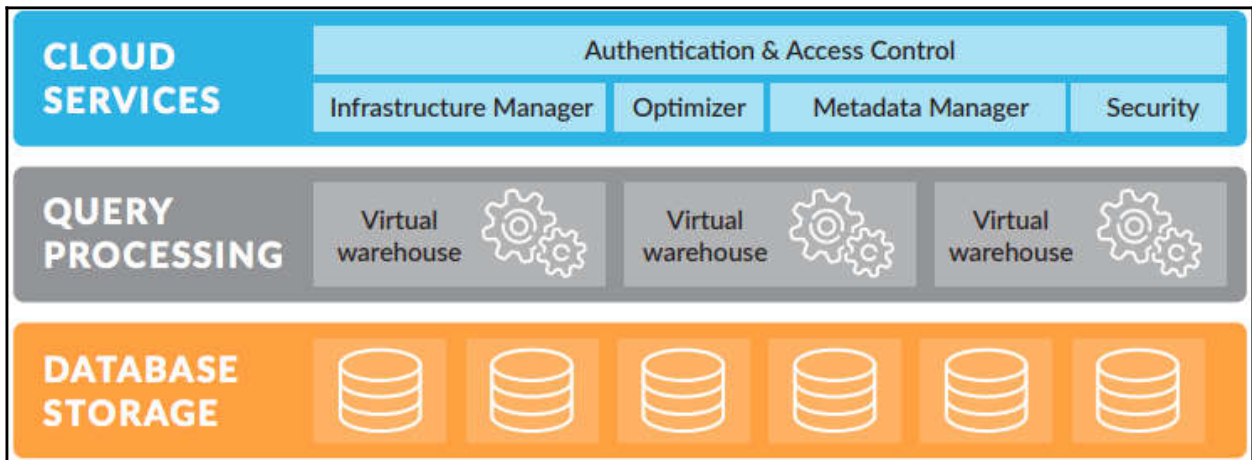 CLOUD
SERVICES
Authentication & Access Control
Infrastructure Manager
Optimizer
Metadata Manager
Security
QUERY
PROCESSING
Virtual
warehouse
Virtual
warehouse
Virtual
warehouse
DATABASE
STORAGE